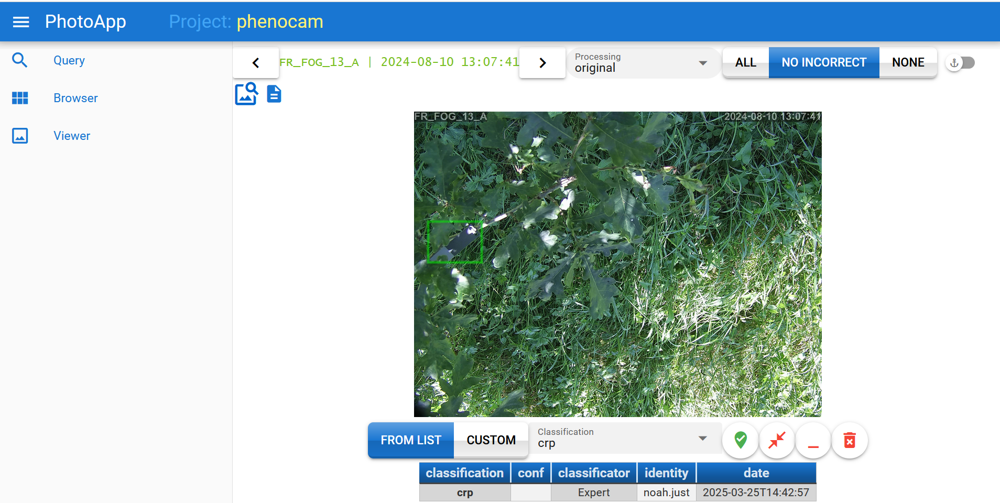 PhotoApp Project: phenocam
Query
Browser
Viewer
FR_FOG_13_A | 2024-08-10 13:07:41
Processing
original
ALL NO INCORRECT NONE
FR_FOG_13_A 2024-08-10 13:07:41
FROM LIST CUSTOM
Classification
crp
classification conf classificator identity date
crp Expert noah.just 2025-03-25T14:42:57